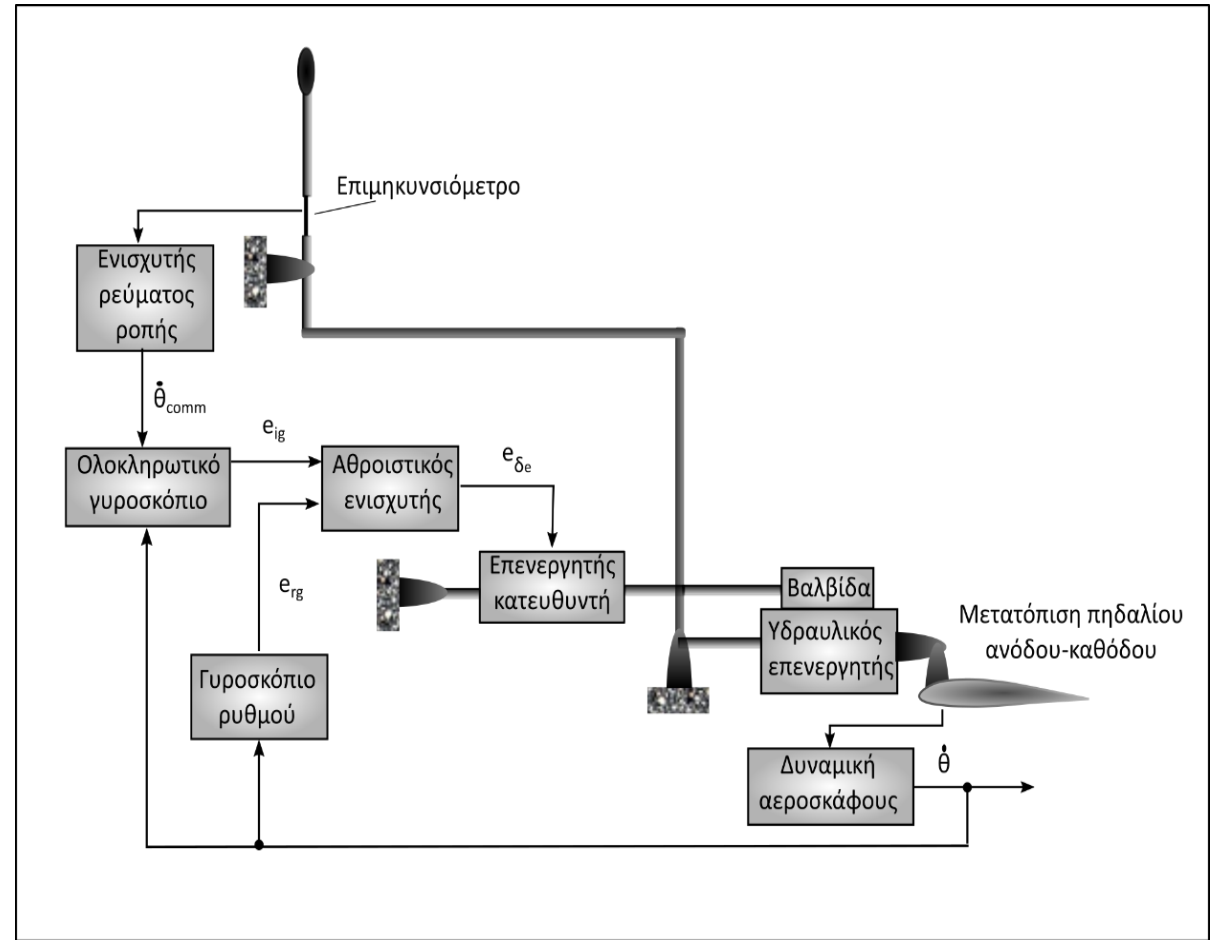 Επιμηκυνσιόμετρο
Ενισχυτής
ρεύματος
ροπής
θ̇comm
eig
Ολοκληρωτικό
γυροσκόπιο
Αθροιστικός
ενισχυτής
eδe
erg
Επενεργητής
κατευθυντή
Βαλβίδα
Υδραυλικός
επενεργητής
Μετατόπιση πηδαλίου
ανόδου-καθόδου
Γυροσκόπιο
ρυθμού
Δυναμική
αεροσκάφους
θ̇